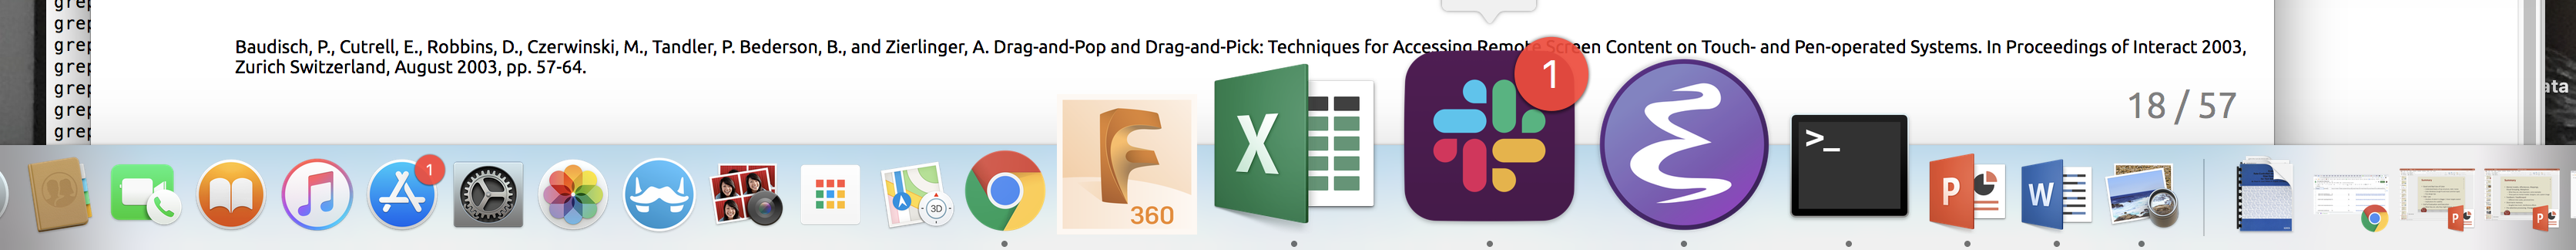 grep
grep
grep
grep
grep
grep
grep
Baudisch, P., Cutrell, E., Robbins, D., Czerwinski, M., Tandler, P. Bederson, B., and Zierlinger, A. Drag-and-Pop and Drag-and-Pick: Techniques for Accessing Remote Screen Content on Touch- and Pen-operated Systems. In Proceedings of Interact 2003,
Zurich Switzerland, August 2003, pp. 57-64.
18 / 57
ata
1
1
360
X
>_
3D
P
W
P
P